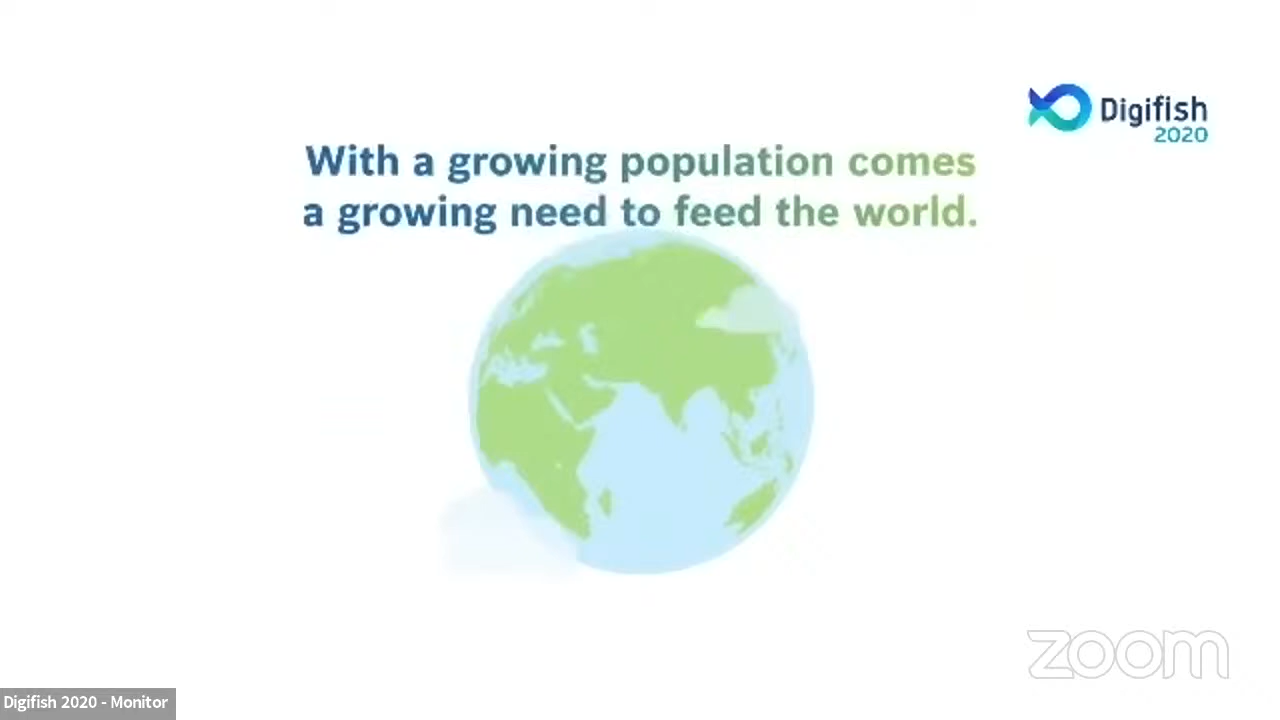 Digifish
2020
With a growing population comes
a growing need to feed the world.
zoom
Digifish 2020 - Monitor